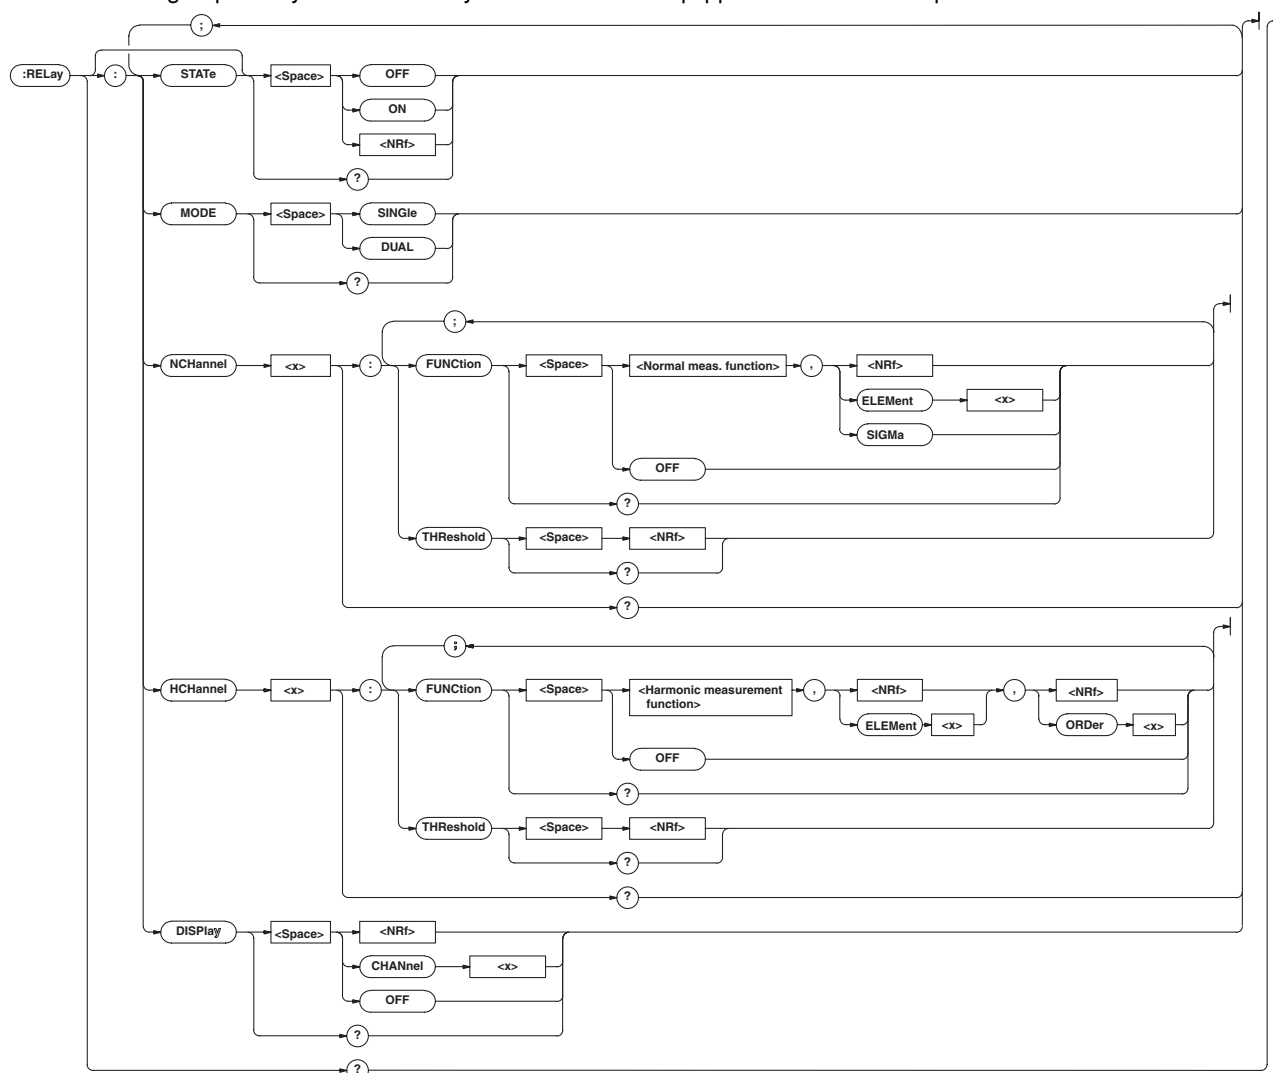 ;
:RELay : STATe <Space> OFF
ON
<NRf>
?
MODE <Space> SINGle
DUAL
?
;
NCHannel <x> : FUNCtion <Space> <Normal meas. function> , <NRf>
ELEMent <x>
SIGMa
OFF
?
THReshold <Space> <NRf>
?
?
;
HCHannel <x> : FUNCtion <Space> <Harmonic measurement function> , <NRf> , <NRf>
ELEMent <x> ORDer <x>
OFF
?
THReshold <Space> <NRf>
?
?
DISPlay <Space> <NRf>
CHANnel <x>
OFF
?
?